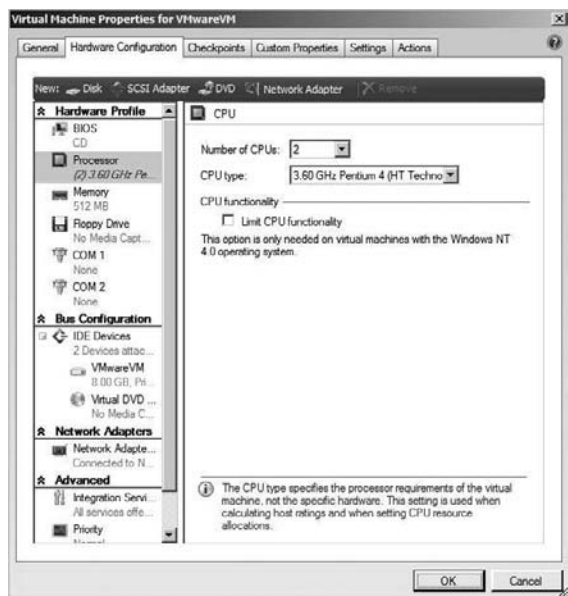 Virtual Machine Properties for VMwareVM
General Hardware Configuration Checkpoints Custom Properties Settings Actions
New: Disk SCSI Adapter DVD Network Adapter Remove
Hardware Profile
BIOS
CD
Processor
(2) 3.60 GHz Pe...
Memory
512 MB
Floppy Drive
No Media Capt...
COM 1
None
COM 2
None
Bus Configuration
IDE Devices
2 Devices attac...
VMwareVM
8.00 GB, Pri...
Virtual DVD ...
No Media C...
Network Adapters
Network Adapte...
Connected to N...
Advanced
Integration Servi...
All services offe...
Priority
Normal
CPU
Number of CPUs: 2
CPU type: 3.60 GHz Pentium 4 (HT Techno
CPU functionality
Limit CPU functionality
This option is only needed on virtual machines with the Windows NT
4.0 operating system.
The CPU type specifies the processor requirements of the virtual
machine, not the specific hardware. This setting is used when
calculating host ratings and when setting CPU resource
allocations.
OK Cancel